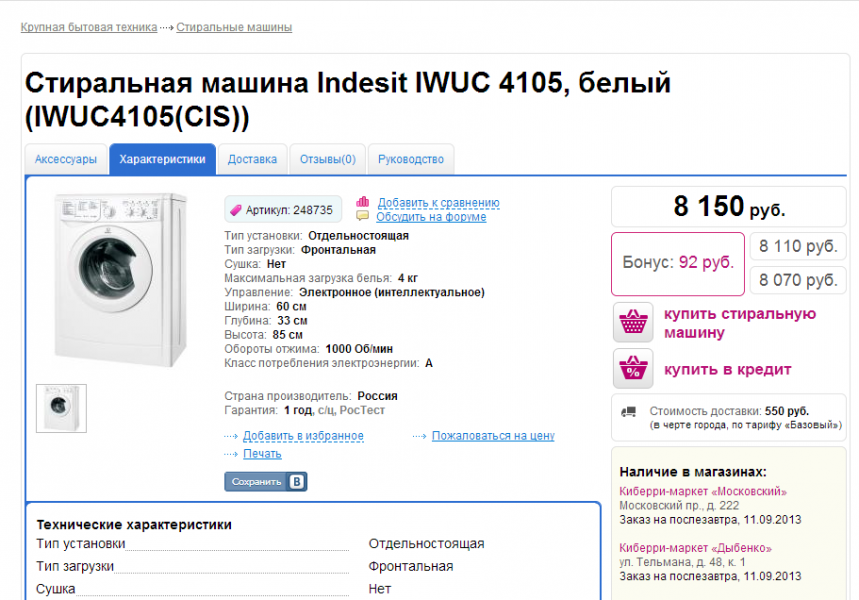 Крупная бытовая техника ···→ Стиральные машины
Стиральная машина Indesit IWUC 4105, белый
(IWUC4105(CIS))
Аксессуары
Характеристики
Доставка
Отзывы(0)
Руководство
Артикул: 248735
Добавить к сравнению
Обсудить на форуме
Тип установки: Отдельностоящая
Тип загрузки: Фронтальная
Сушка: Нет
Максимальная загрузка белья: 4 кг
Управление: Электронное (интеллектуальное)
Ширина: 60 см
Глубина: 33 см
Высота: 85 см
Обороты отжима: 1000 Об/мин
Класс потребления электроэнергии: A
Страна производитель: Россия
Гарантия: 1 год, с/ц, РосТест
Добавить в избранное
Пожаловаться на цену
Печать
Сохранить B
8 150 руб.
Бонус: 92 руб.
8 110 руб.
8 070 руб.
купить стиральную
машину
%
купить в кредит
Стоимость доставки: 550 руб.
(в черте города, по тарифу «Базовый»)
Наличие в магазинах:
Киберри-маркет «Московский»
Московский пр., д. 222
Заказ на послезавтра, 11.09.2013
Киберри-маркет «Дыбенко»
ул. Тельмана, д. 48, к. 1
Заказ на послезавтра, 11.09.2013
Технические характеристики
Тип установки Отдельностоящая
Тип загрузки Фронтальная
Сушка Нет